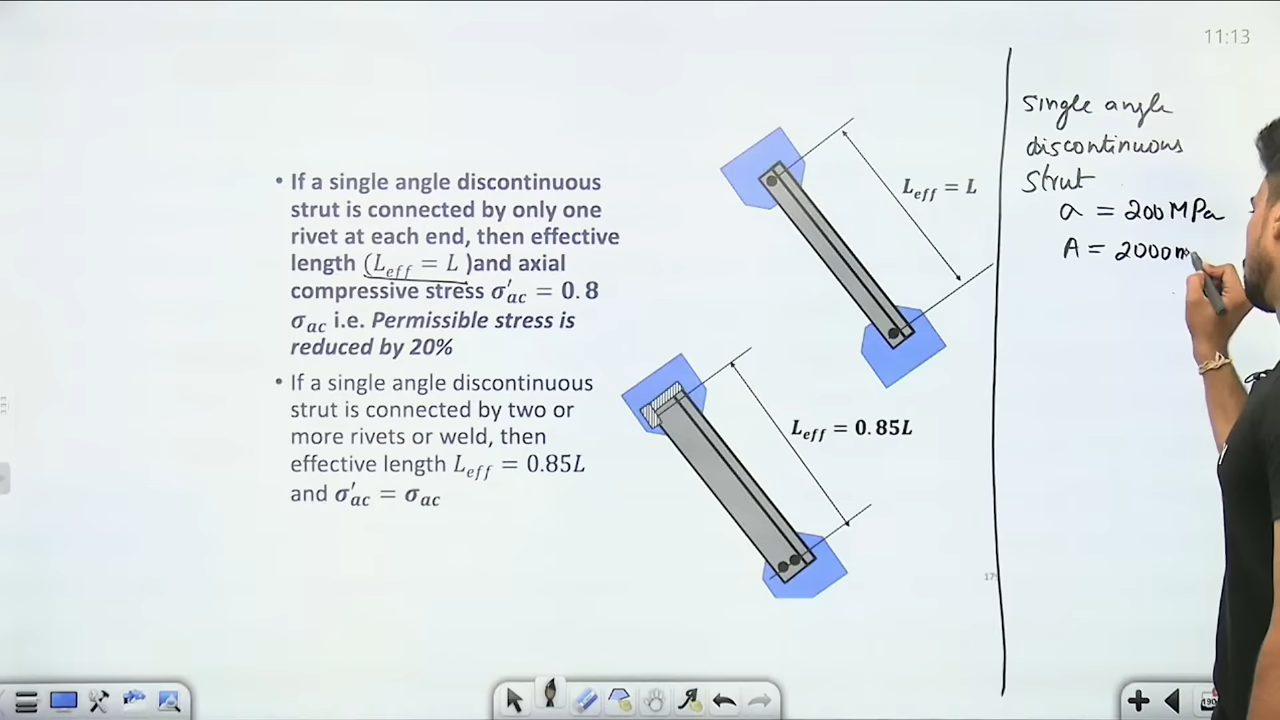 11:13
• If a single angle discontinuous
strut is connected by only one
rivet at each end, then effective
length (L_eff = L )and axial
compressive stress σ'_ac = 0.8
σ_ac i.e. Permissible stress is
reduced by 20%
• If a single angle discontinuous
strut is connected by two or
more rivets or weld, then
effective length L_eff = 0.85L
and σ'_ac = σ_ac
L_eff = L
L_eff = 0.85L
single angle
discontinuous
strut
a = 200 MPa
A = 2000 m
190